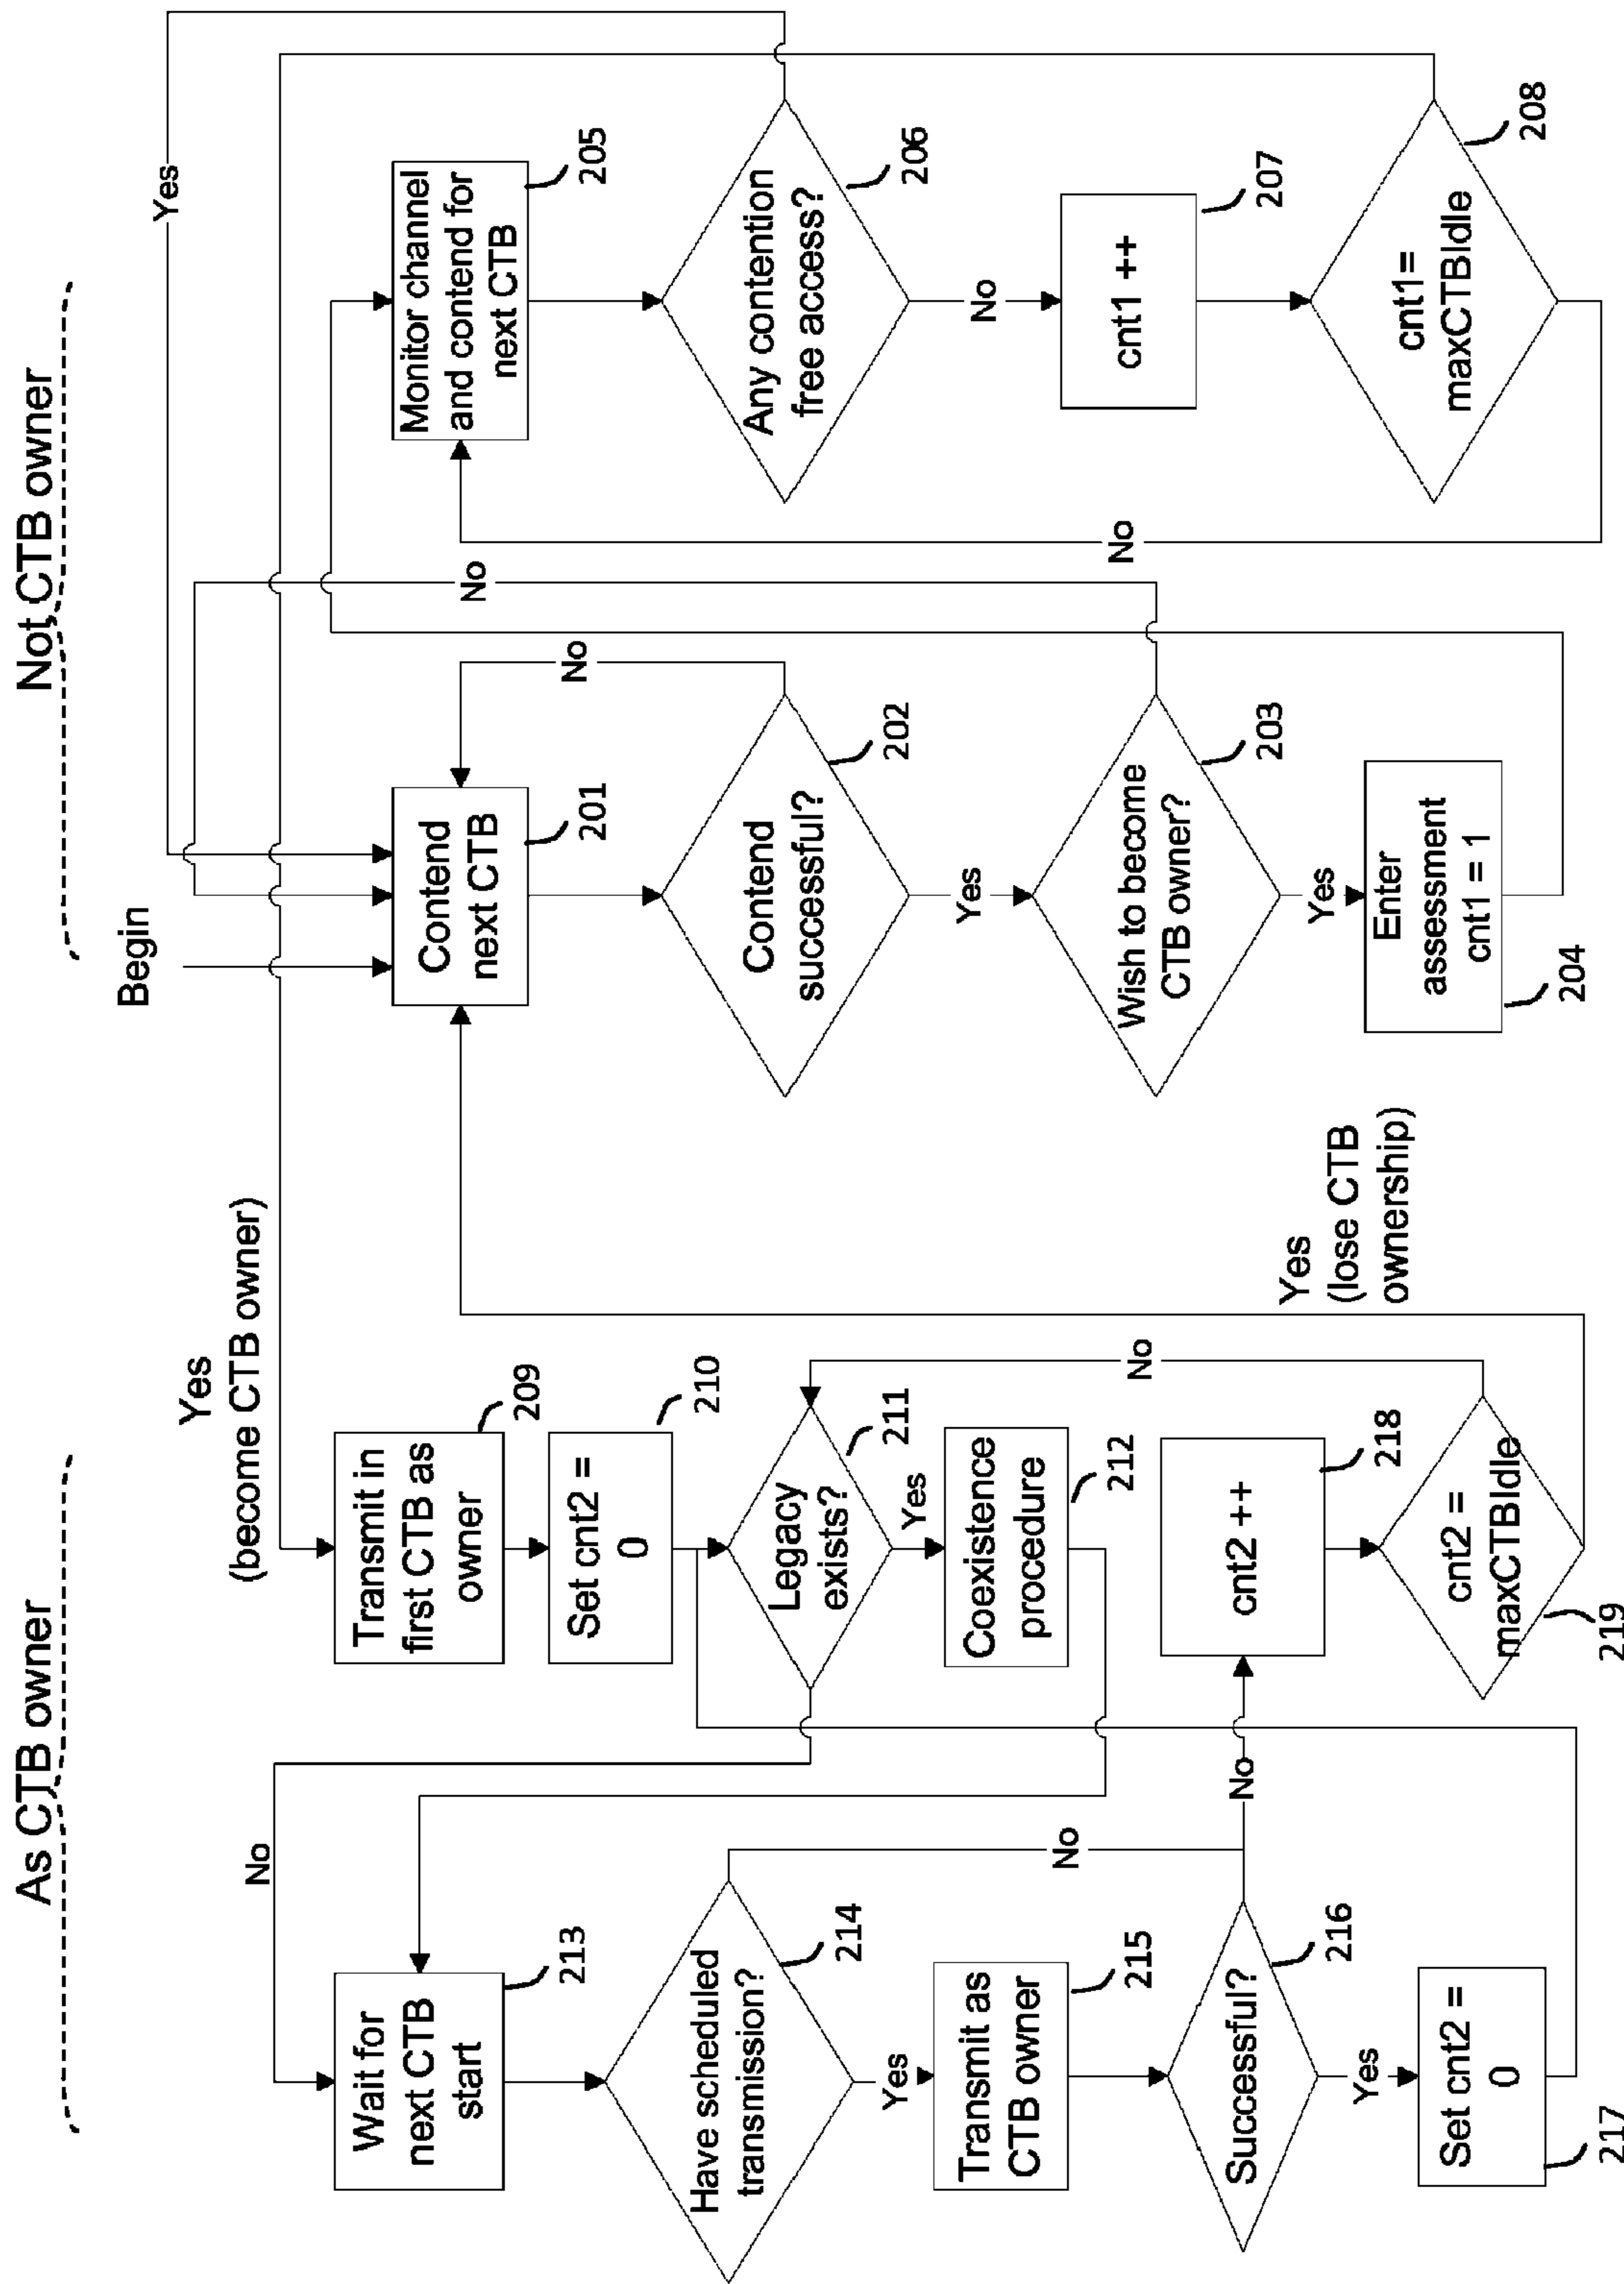 As CTB owner
Not CTB owner
Yes
(become CTB owner)
Begin
Yes
No
Wait for
next CTB
start
213
Have scheduled
transmission?
214
No
Yes
Transmit as
CTB owner
215
Successful?
216
No
Yes
Set cnt2 =
0
217
Transmit in
first CTB as
owner
209
Set cnt2 =
0
210
Legacy
exists?
211
Yes
Coexistence
procedure
212
No
cnt2 ++
218
cnt2 =
maxCTBIdle
219
Yes
(lose CTB
ownership)
Contend
next CTB
201
No
Contend
successful?
202
Yes
Wish to become
CTB owner?
203
No
Yes
Enter
assessment
cnt1 = 1
204
Monitor channel
and contend for
next CTB
205
Any contention
free access?
206
No
cnt1 ++
207
cnt1=
maxCTBIdle
208
No